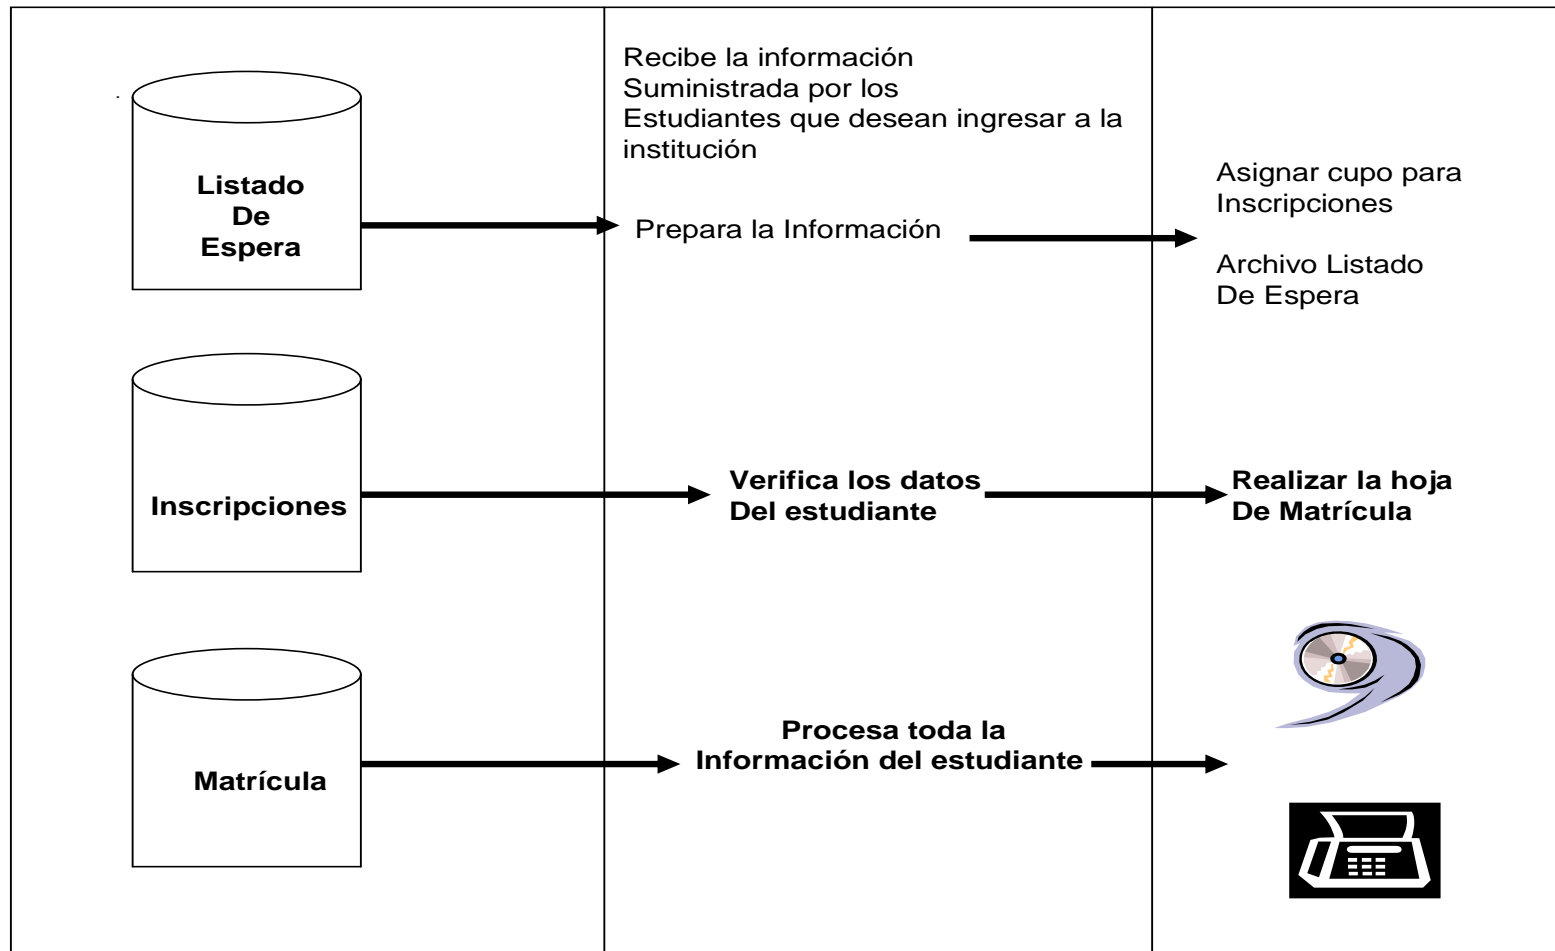 Recibe la información
Suministrada por los
Estudiantes que desean ingresar a la
institución
Listado
De
Espera
Prepara la Información
Asignar cupo para
Inscripciones
Archivo Listado
De Espera
Inscripciones
Verifica los datos
Del estudiante
Realizar la hoja
De Matrícula
Matrícula
Procesa toda la
Información del estudiante